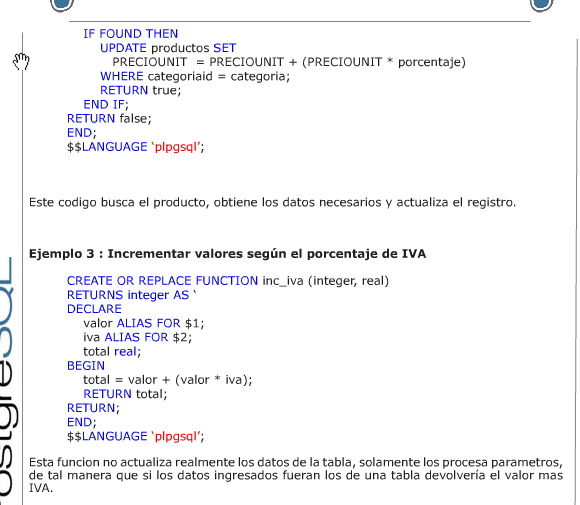 IF FOUND THEN
UPDATE productos SET
PRECIOUNIT = PRECIOUNIT + (PRECIOUNIT * porcentaje)
WHERE categoriaid = categoria;
RETURN true;
END IF;
RETURN false;
END;
$$LANGUAGE ‘plpgsql’;
Este codigo busca el producto, obtiene los datos necesarios y actualiza el registro.
Ejemplo 3 : Incrementar valores según el porcentaje de IVA
CREATE OR REPLACE FUNCTION inc_iva (integer, real)
RETURNS integer AS ‘
DECLARE
valor ALIAS FOR $1;
iva ALIAS FOR $2;
total real;
BEGIN
total = valor + (valor * iva);
RETURN total;
RETURN;
END;
$$LANGUAGE ‘plpgsql’;
Esta funcion no actualiza realmente los datos de la tabla, solamente los procesa parametros,
de tal manera que si los datos ingresados fueran los de una tabla devolvería el valor mas
IVA.
ostgreSQL